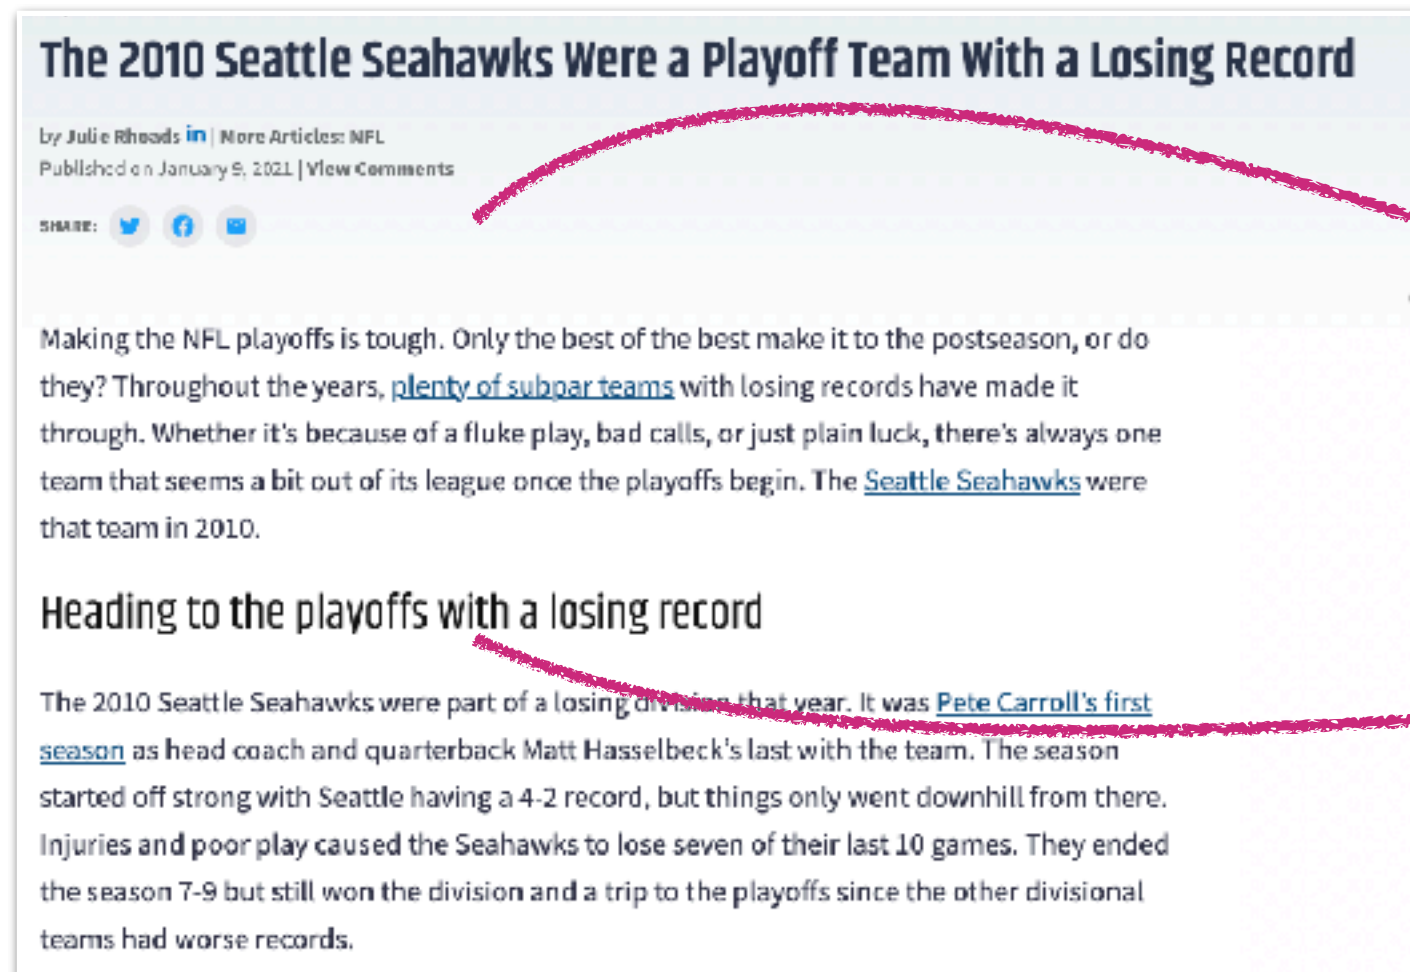 The 2010 Seattle Seahawks Were a Playoff Team With a Losing Record
by Julie Rhoads in | More Articles: NFL
Published on January 9, 2021 | View Comments
SHARE:
Making the NFL playoffs is tough. Only the best of the best make it to the postseason, or do
they? Throughout the years, plenty of subpar teams with losing records have made it
through. Whether it's because of a fluke play, bad calls, or just plain luck, there's always one
team that seems a bit out of its league once the playoffs begin. The Seattle Seahawks were
that team in 2010.
Heading to the playoffs with a losing record
The 2010 Seattle Seahawks were part of a losing division that year. It was Pete Carroll's first
season as head coach and quarterback Matt Hasselbeck's last with the team. The season
started off strong with Seattle having a 4-2 record, but things only went downhill from there.
Injuries and poor play caused the Seahawks to lose seven of their last 10 games. They ended
the season 7-9 but still won the division and a trip to the playoffs since the other divisional
teams had worse records.